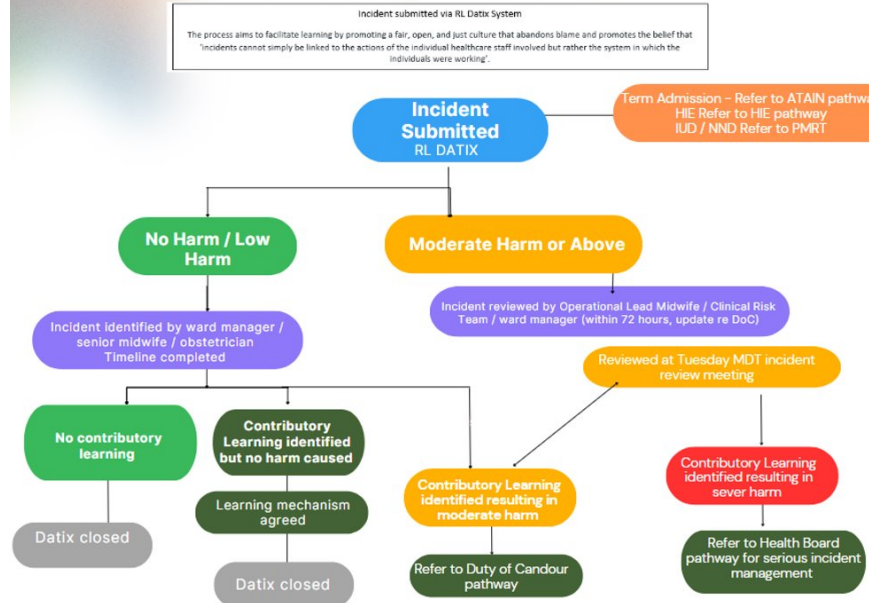 Incident submitted via RL Datix System
The process aims to facilitate learning by promoting a fair, open, and just culture that abandons blame and promotes the belief that
'incidents cannot simply be linked to the actions of the individual healthcare staff involved but rather the system in which the
individuals were working'.
Incident
Submitted
RL DATIX
Term Admission - Refer to ATAIN pathwa
HIE Refer to HIE pathway
IUD / NND Refer to PMRT
No Harm / Low
Harm
Moderate Harm or Above
Incident reviewed by Operational Lead Midwife / Clinical Risk
Team / ward manager (within 72 hours, update re DoC)
Incident identified by ward manager /
senior midwife / obstetrician
Timeline completed
Reviewed at Tuesday MDT incident
review meeting
No contributory
learning
Contributory
Learning identified
but no harm caused
Contributory Learning
identified resulting in
moderate harm
Contributory Learning
identified resulting in
sever harm
Learning mechanism
agreed
Datix closed
Datix closed
Refer to Duty of Candour
pathway
Refer to Health Board
pathway for serious incident
management